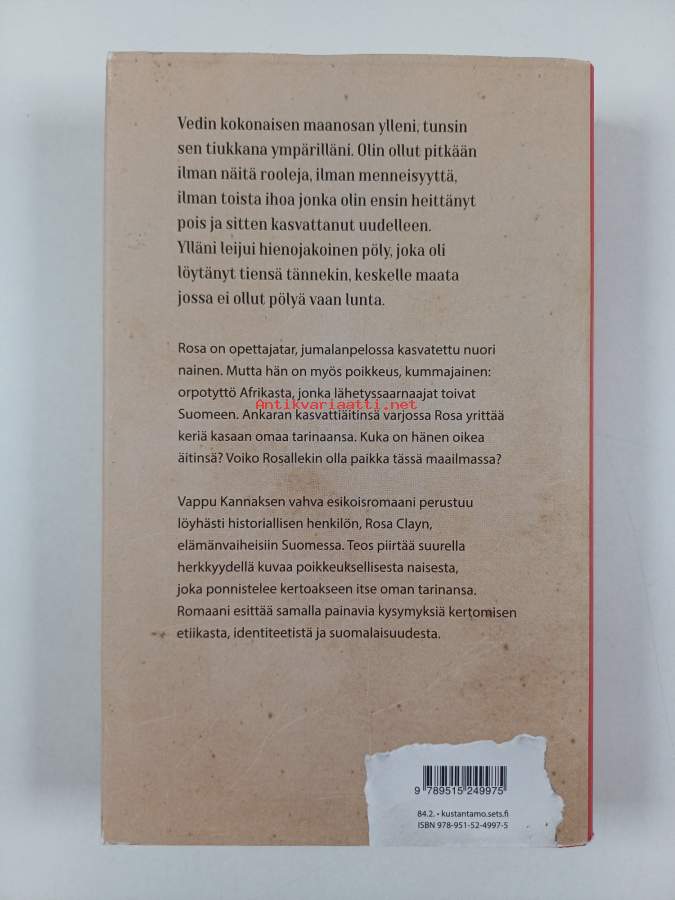 Vedin kokonaisen maanosan ylleni, tunsin
sen tiukkana ympärilläni. Olin ollut pitkään
ilman näitä rooleja, ilman menneisyyttä,
ilman toista ihoa jonka olin ensin heittänyt
pois ja sitten kasvattanut uudelleen.
Ylläni leijui hienojakoinen pöly, joka oli
löytänyt tiensä tännekin, keskelle maata
jossa ei ollut pölyä vaan lunta.
Rosa on opettajatar, jumalanpelossa kasvatettu nuori
nainen. Mutta hän on myös poikkeus, kummajainen:
orpotyttö Afrikasta, jonka lähetyssaarnaajat toivat
Antikvariaatti.net
Suomeen. Ankaran kasvattiäitinsä varjossa Rosa yrittää
keriä kasaan omaa tarinaansa. Kuka on hänen oikea
äitinsä? Voiko Rosallekin olla paikka tässä maailmassa?
Vappu Kannaksen vahva esikoisromaani perustuu
löyhästi historiallisen henkilön, Rosa Clayn,
elämänvaiheisiin Suomessa. Teos piirtää suurella
herkkyydellä kuvaa poikkeuksellisesta naisesta,
joka ponnistelee kertoakseen itse oman tarinansa.
Romaani esittää samalla painavia kysymyksiä kertomisen
etiikasta, identiteetistä ja suomalaisuudesta.
9 789515 249975
84.2. • kustantamo.sets.fi
ISBN 978-951-52-4997-5